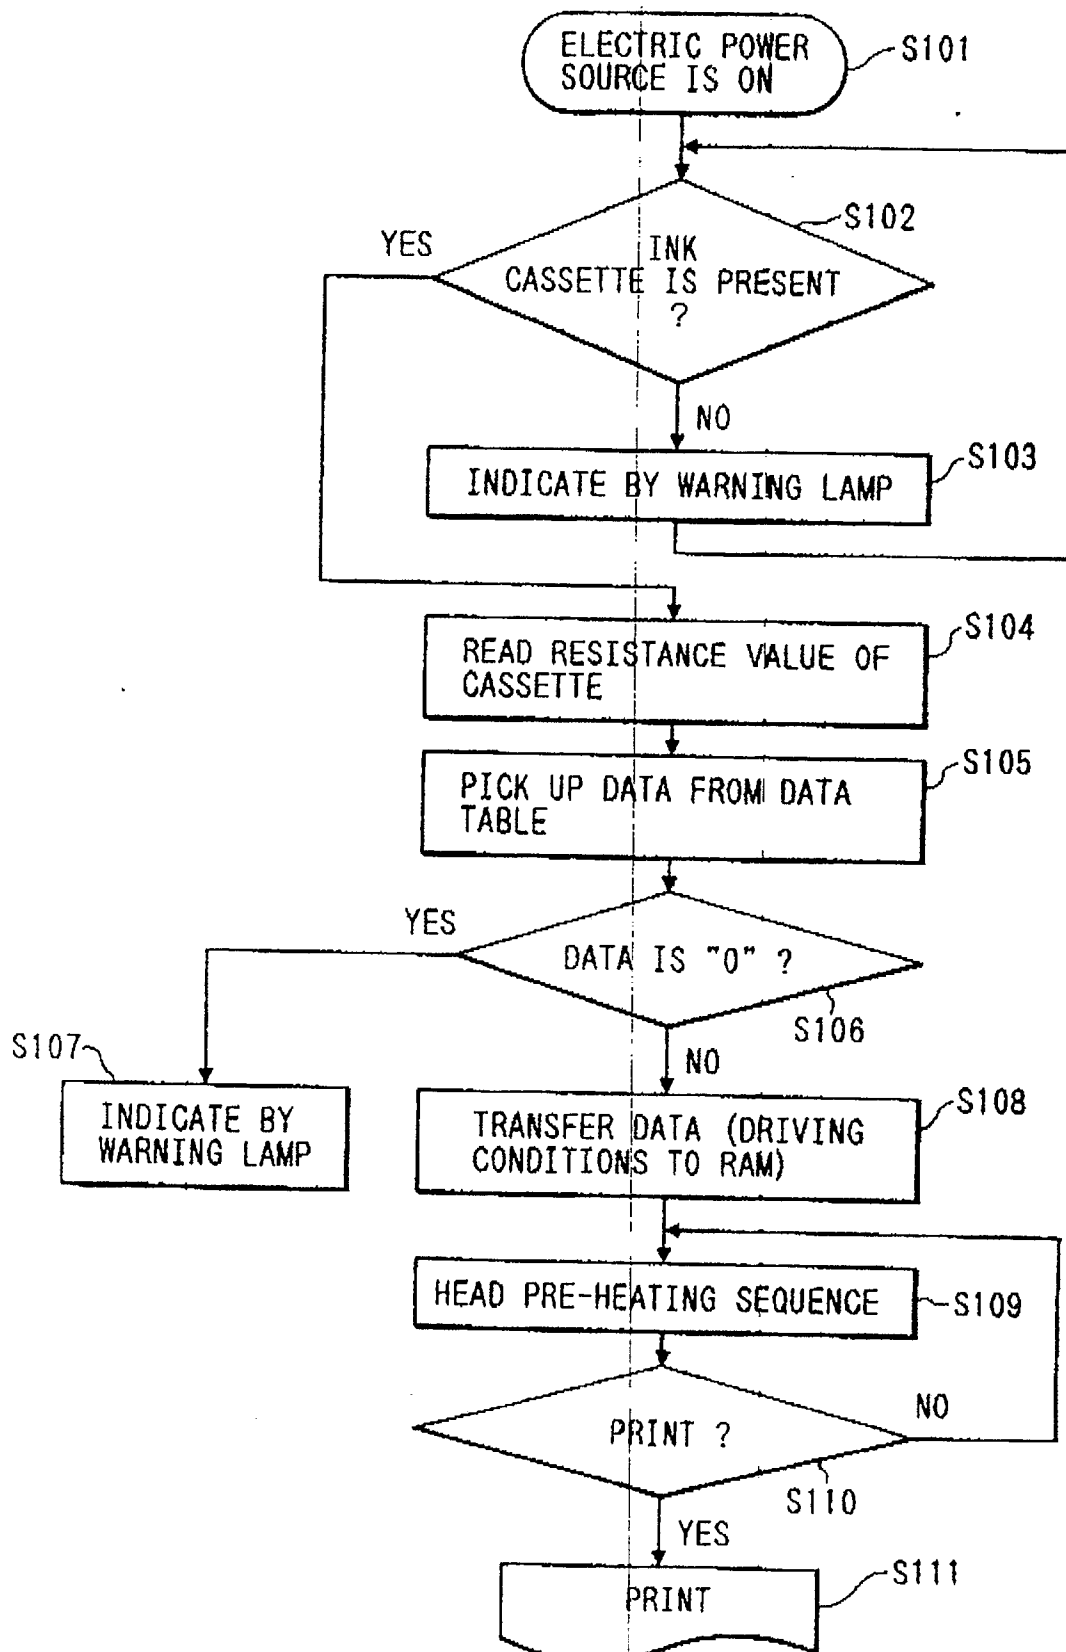 ELECTRIC POWER
SOURCE IS ON
S101
S102
YES
INK
CASSETTE IS PRESENT
?
NO
S103
INDICATE BY WARNING LAMP
S104
READ RESISTANCE VALUE OF
CASSETTE
S105
PICK UP DATA FROM DATA
TABLE
YES
DATA IS "0" ?
S106
S107
NO
INDICATE BY
WARNING LAMP
S108
TRANSFER DATA (DRIVING
CONDITIONS TO RAM)
HEAD PRE-HEATING SEQUENCE
S109
NO
PRINT ?
S110
YES
S111
PRINT